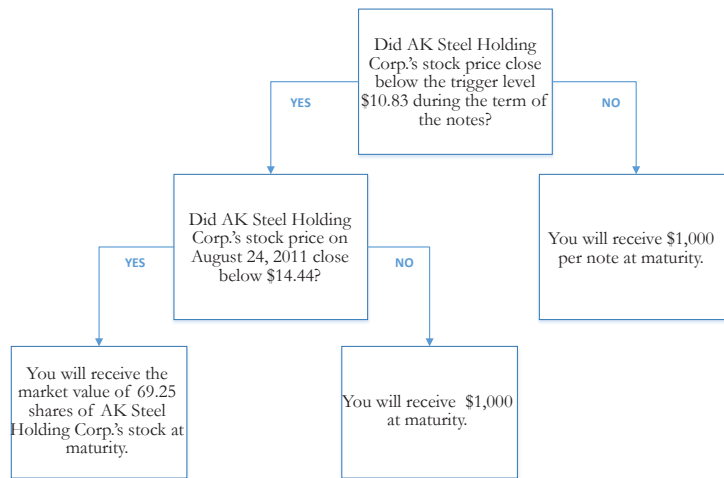 Did AK Steel Holding
Corp.'s stock price close
below the trigger level
$10.83 during the term of
the notes?
YES
NO
Did AK Steel Holding
Corp.'s stock price on
August 24, 2011 close
below $14.44?
You will receive $1,000
per note at maturity.
YES
NO
You will receive the
market value of 69.25
shares of AK Steel
Holding Corp.'s stock at
maturity.
You will receive $1,000
at maturity.